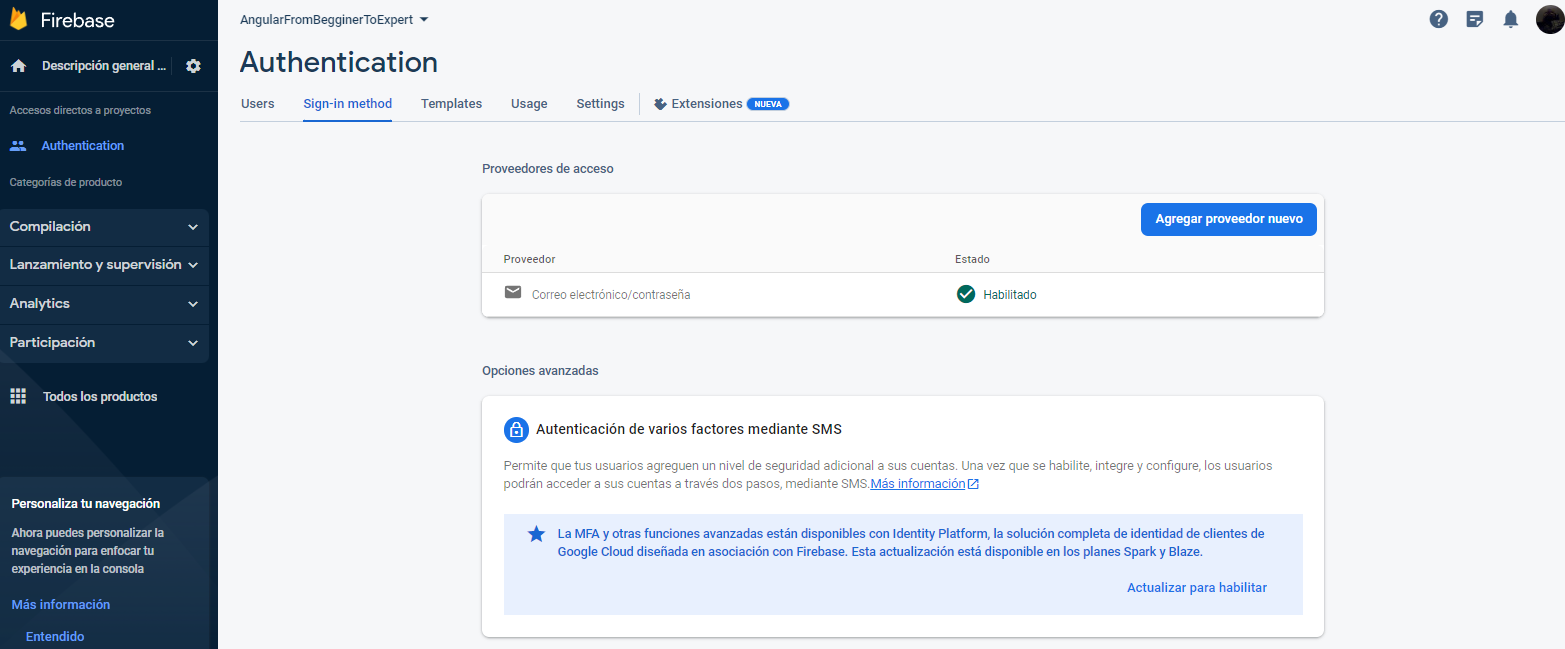 Firebase
AngularFromBegginerToExpert
Descripción general ...
Accesos directos a proyectos
Authentication
Categorías de producto
Compilación
Lanzamiento y supervisión
Analytics
Participación
Todos los productos
Personaliza tu navegación
Ahora puedes personalizar la
navegación para enfocar tu
experiencia en la consola
Más información
Entendido
Authentication
Users Sign-in method Templates Usage Settings Extensiones NUEVA
Proveedores de acceso
Agregar proveedor nuevo
Proveedor Estado
Correo electrónico/contraseña Habilitado
Opciones avanzadas
Autenticación de varios factores mediante SMS
Permite que tus usuarios agreguen un nivel de seguridad adicional a sus cuentas. Una vez que se habilite, integre y configure, los usuarios
podrán acceder a sus cuentas a través dos pasos, mediante SMS.Más información
La MFA y otras funciones avanzadas están disponibles con Identity Platform, la solución completa de identidad de clientes de
Google Cloud diseñada en asociación con Firebase. Esta actualización está disponible en los planes Spark y Blaze.
Actualizar para habilitar